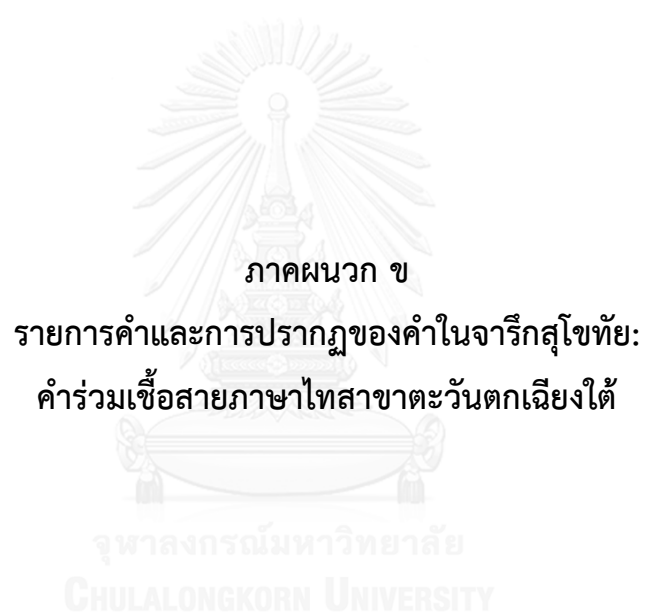 ภาคผนวก ข
รายการคำและการปรากฏของคำในจารึกสุโขทัย:
คำร่วมเชื้อสายภาษาไทสาขาตะวันตกเฉียงใต้
จุฬาลงกรณ์มหาวิทยาลัย
CHULALONGKORN UNIVERSITY